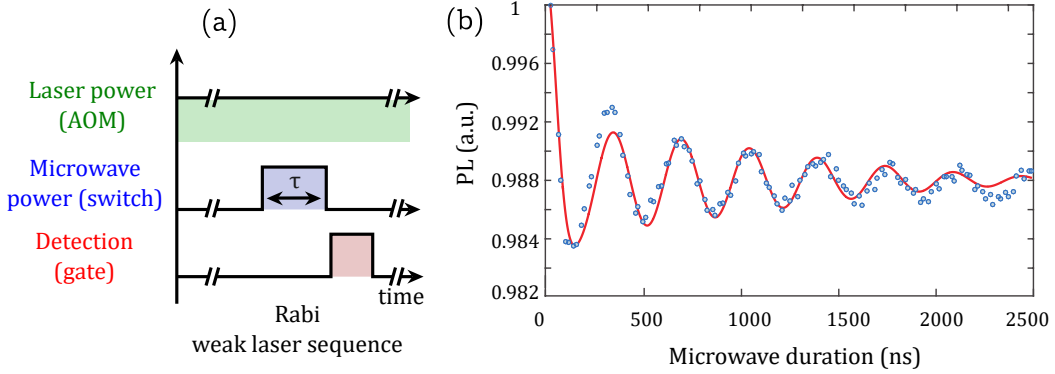 (a)
Laser power
(AOM)
Microwave
power (switch)
τ
Detection
(gate)
time
Rabi
weak laser sequence
(b)
PL (a.u.)
1
0.996
0.992
0.988
0.984
0.982
0
500
1000
1500
2000
2500
Microwave duration (ns)